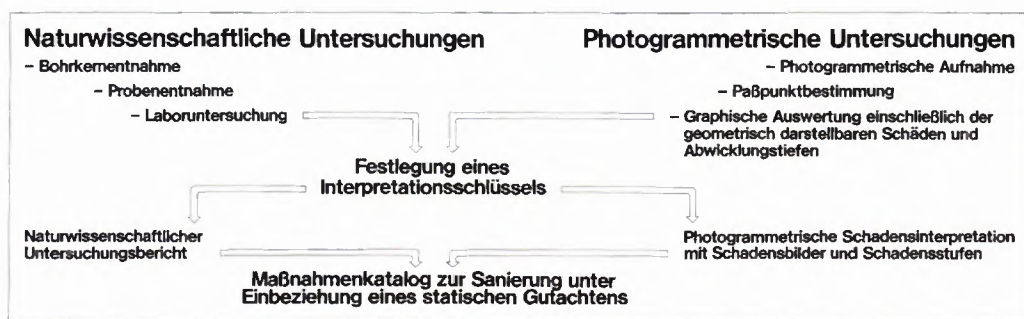 Naturwissenschaftliche Untersuchungen
– Bohrkernentnahme
– Probenentnahme
– Laboruntersuchung
Photogrammetrische Untersuchungen
– Photogrammetrische Aufnahme
– Paßpunktbestimmung
– Graphische Auswertung einschließlich der
geometrisch darstellbaren Schäden und
Abwicklungstiefen
Festlegung eines
Interpretationsschlüssels
Naturwissenschaftlicher
Untersuchungsbericht
Photogrammetrische Schadensinterpretation
mit Schadensbilder und Schadensstufen
Maßnahmenkatalog zur Sanierung unter
Einbeziehung eines statischen Gutachtens